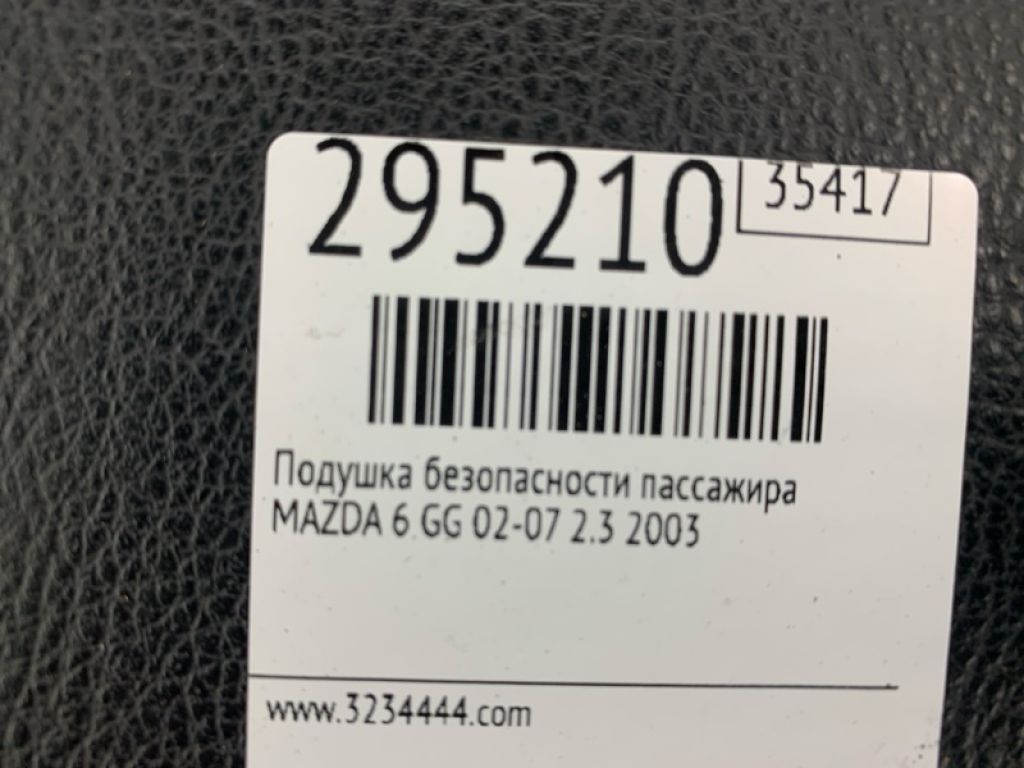 295210
35417
Подушка безопасности пассажира
MAZDA 6 GG 02-07 2.3 2003
www.3234444.com